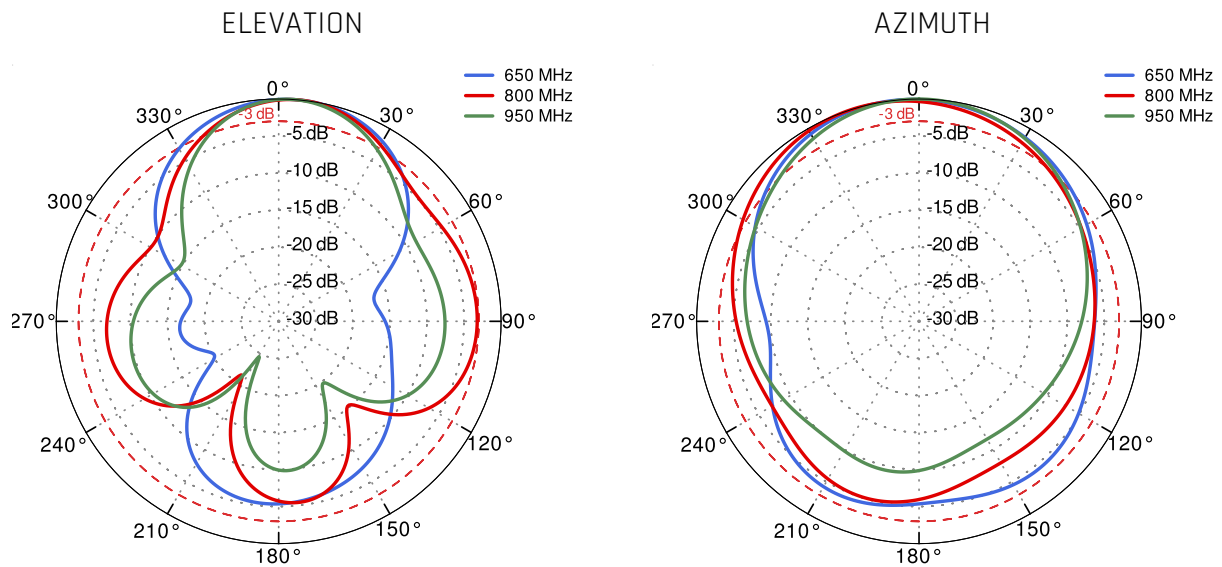 ELEVATION
650 MHz
800 MHz
950 MHz
0°
30°
60°
90°
120°
150°
180°
210°
240°
270°
300°
330°
-3 dB
-5 dB
-10 dB
-15 dB
-20 dB
-25 dB
-30 dB
AZIMUTH
650 MHz
800 MHz
950 MHz
0°
30°
60°
90°
120°
150°
180°
210°
240°
270°
300°
330°
-3 dB
-5 dB
-10 dB
-15 dB
-20 dB
-25 dB
-30 dB